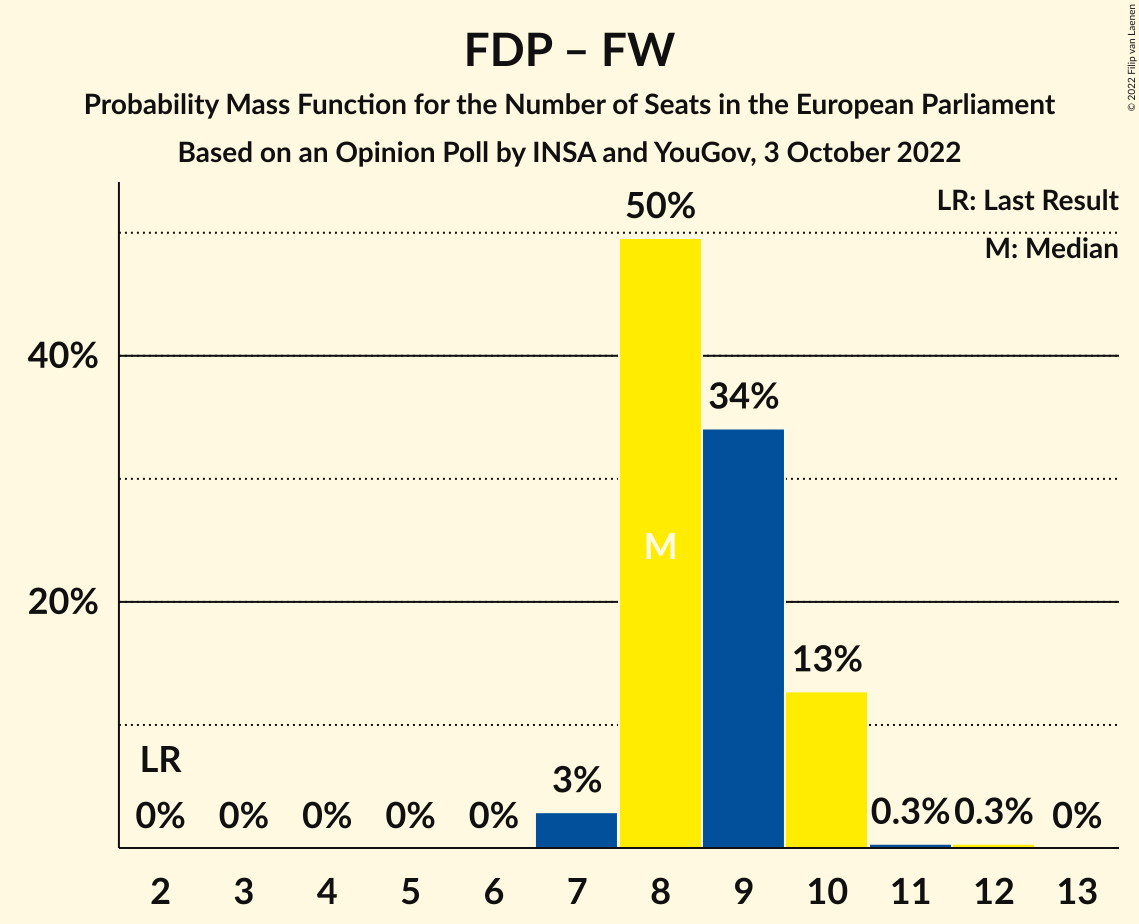 FDP – FW
Probability Mass Function for the Number of Seats in the European Parliament
Based on an Opinion Poll by INSA and YouGov, 3 October 2022
© 2022 Filip van Laenen
LR: Last Result
M: Median
50%
40%
34%
M
20%
13%
LR
3%
0% 0% 0% 0% 0% 0.3% 0.3% 0%
2 3 4 5 6 7 8 9 10 11 12 13